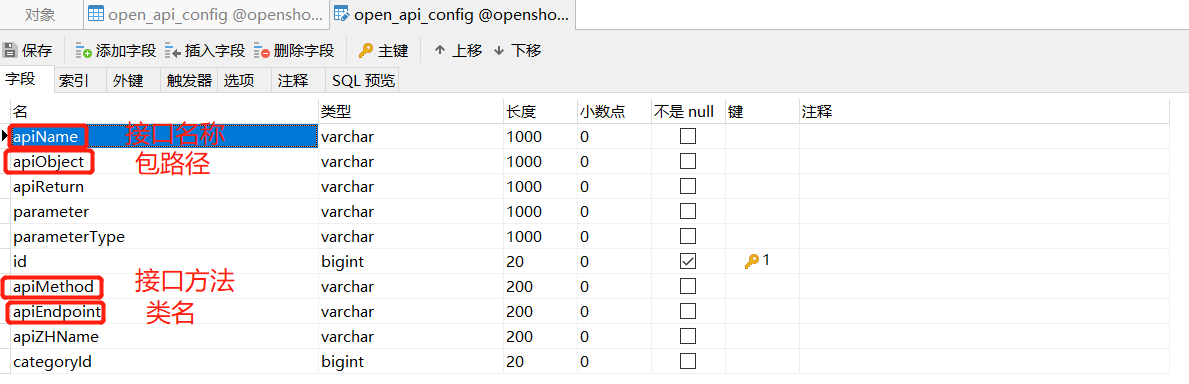 对象 open_api_config @opensho... open_api_config @opensho...
保存 添加字段 插入字段 删除字段 主键 上移 下移
字段 索引 外键 触发器 选项 注释 SQL 预览
名 类型 长度 小数点 不是 null 键 注释
apiName 接口名称 varchar 1000 0
apiObject 包路径 varchar 1000 0
apiReturn varchar 1000 0
parameter varchar 1000 0
parameterType varchar 1000 0
id bigint 20 0 1
apiMethod 接口方法 varchar 200 0
apiEndpoint 类名 varchar 200 0
apiZHName varchar 200 0
categoryId bigint 20 0